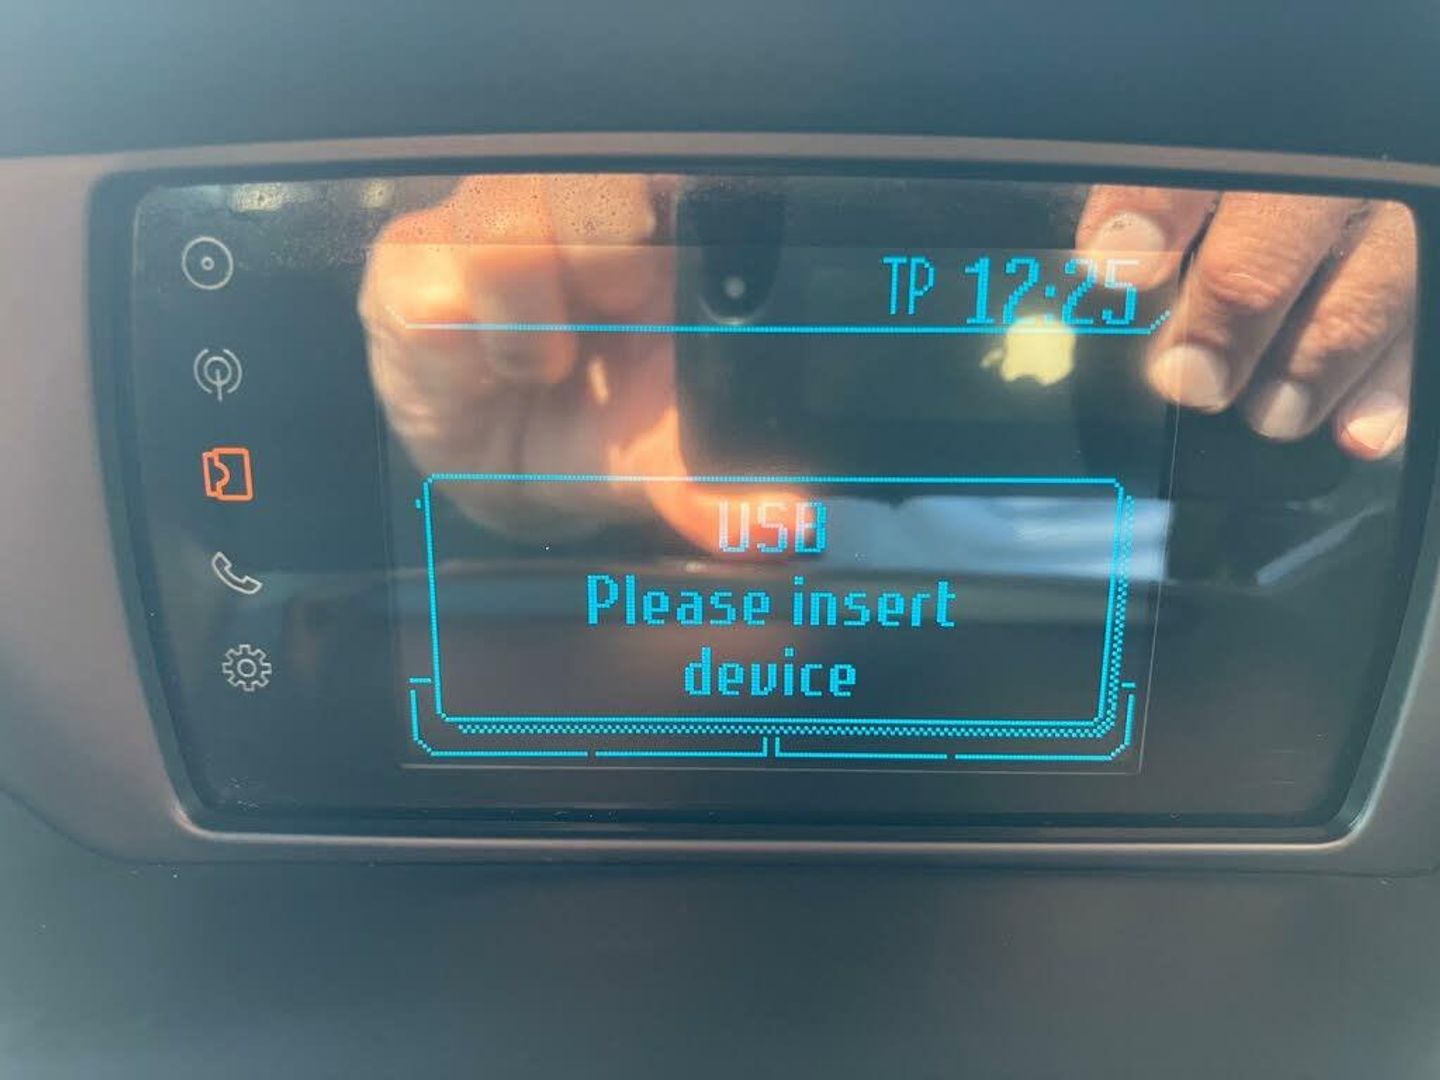 TP 12:25
USB
Please insert
device